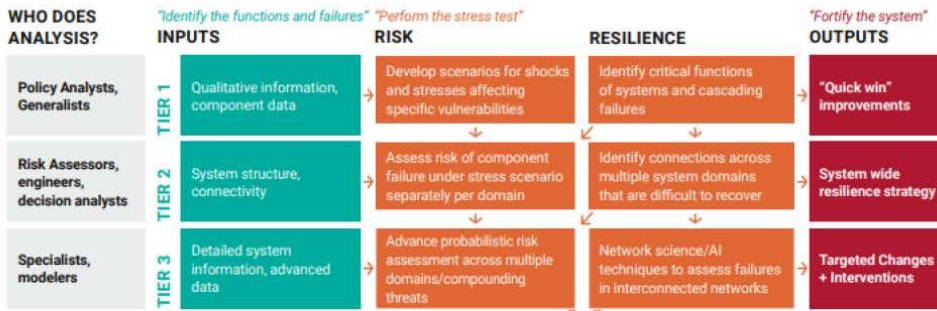 WHO DOES
ANALYSIS?
"Identify the functions and failures"
INPUTS
"Perform the stress test"
RISK
RESILIENCE
"Fortify the system"
OUTPUTS
Policy Analysts,
Generalists
TIER 1
Qualitative information,
component data
Develop scenarios for shocks
and stresses affecting
specific vulnerabilities
Identify critical functions
of systems and cascading
failures
"Quick win"
improvements
Risk Assessors,
engineers,
decision analysts
TIER 2
System structure,
connectivity
Assess risk of component
failure under stress scenario
separately per domain
Identify connections across
multiple system domains
that are difficult to recover
System wide
resilience strategy
Specialists,
modelers
TIER 3
Detailed system
information, advanced
data
Advance probabilistic risk
assessment across multiple
domains/compounding
threats
Network science/AI
techniques to assess failures
in interconnected networks
Targeted Changes
+ Interventions